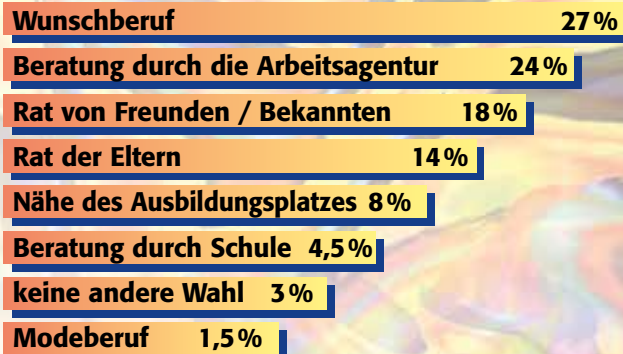 Wunschberuf 27%
Beratung durch die Arbeitsagentur 24%
Rat von Freunden / Bekannten 18%
Rat der Eltern 14%
Nähe des Ausbildungsplatzes 8%
Beratung durch Schule 4,5%
keine andere Wahl 3%
Modeberuf 1,5%